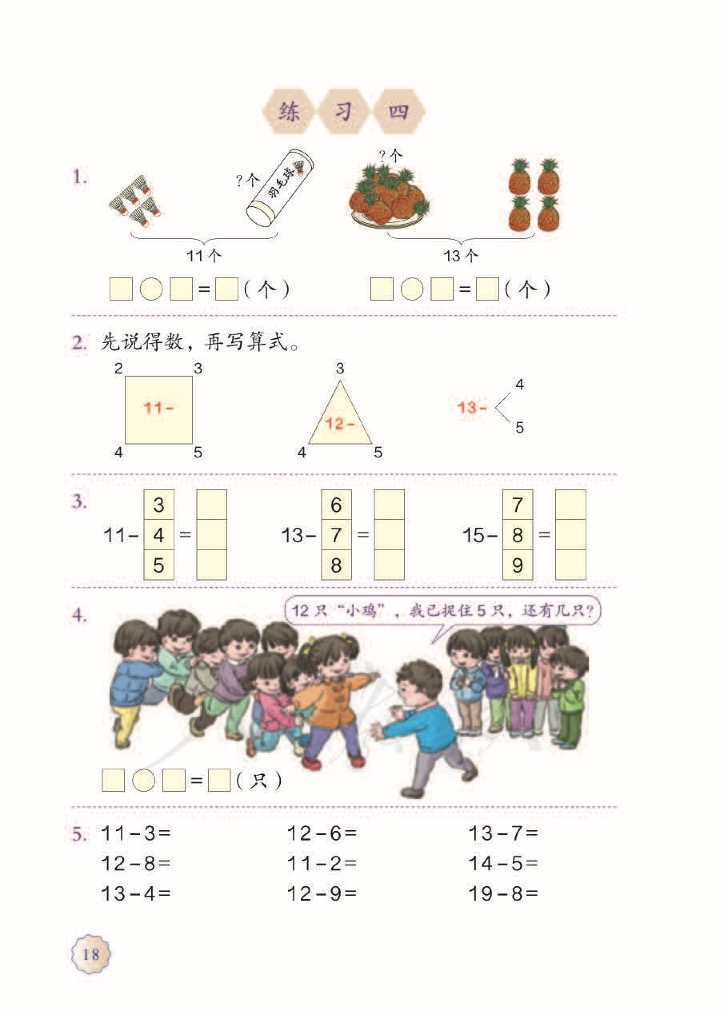 练习四
1.
?个
羽毛球
?个
11个
13个
□○□=□(个)
□○□=□(个)
2. 先说得数，再写算式。
2 3
3
4
11－
12－
13－
4 5
4 5
5
3.
3
6
7
11－ 4 =
13－ 7 =
15－ 8 =
5
8
9
4.
12只“小鸡”，我已捉住5只，还有几只?
□○□=□(只)
5. 11－3= 12－6= 13－7=
12－8= 11－2= 14－5=
13－4= 12－9= 19－8=
18